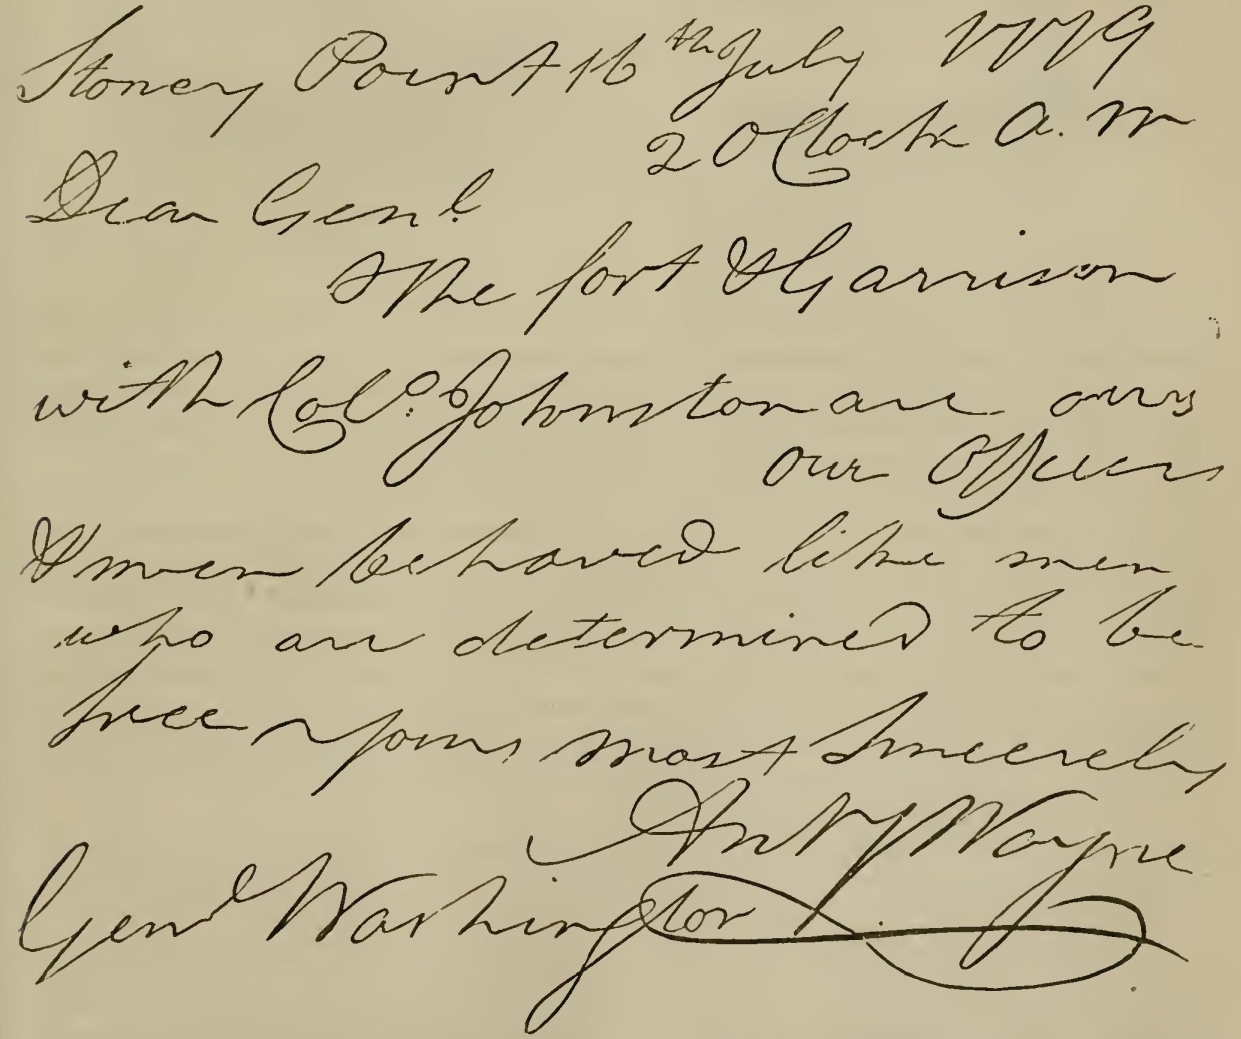 Stoney Point 16th July 1779
2 O Clock a.m
Dear Genl
The fort & Garrison
with Colo. Johnston are ours
our Officers
& men behaved like men
who are determined to be
free Yours most Sincerely
Anty Wayne
Genl Washington